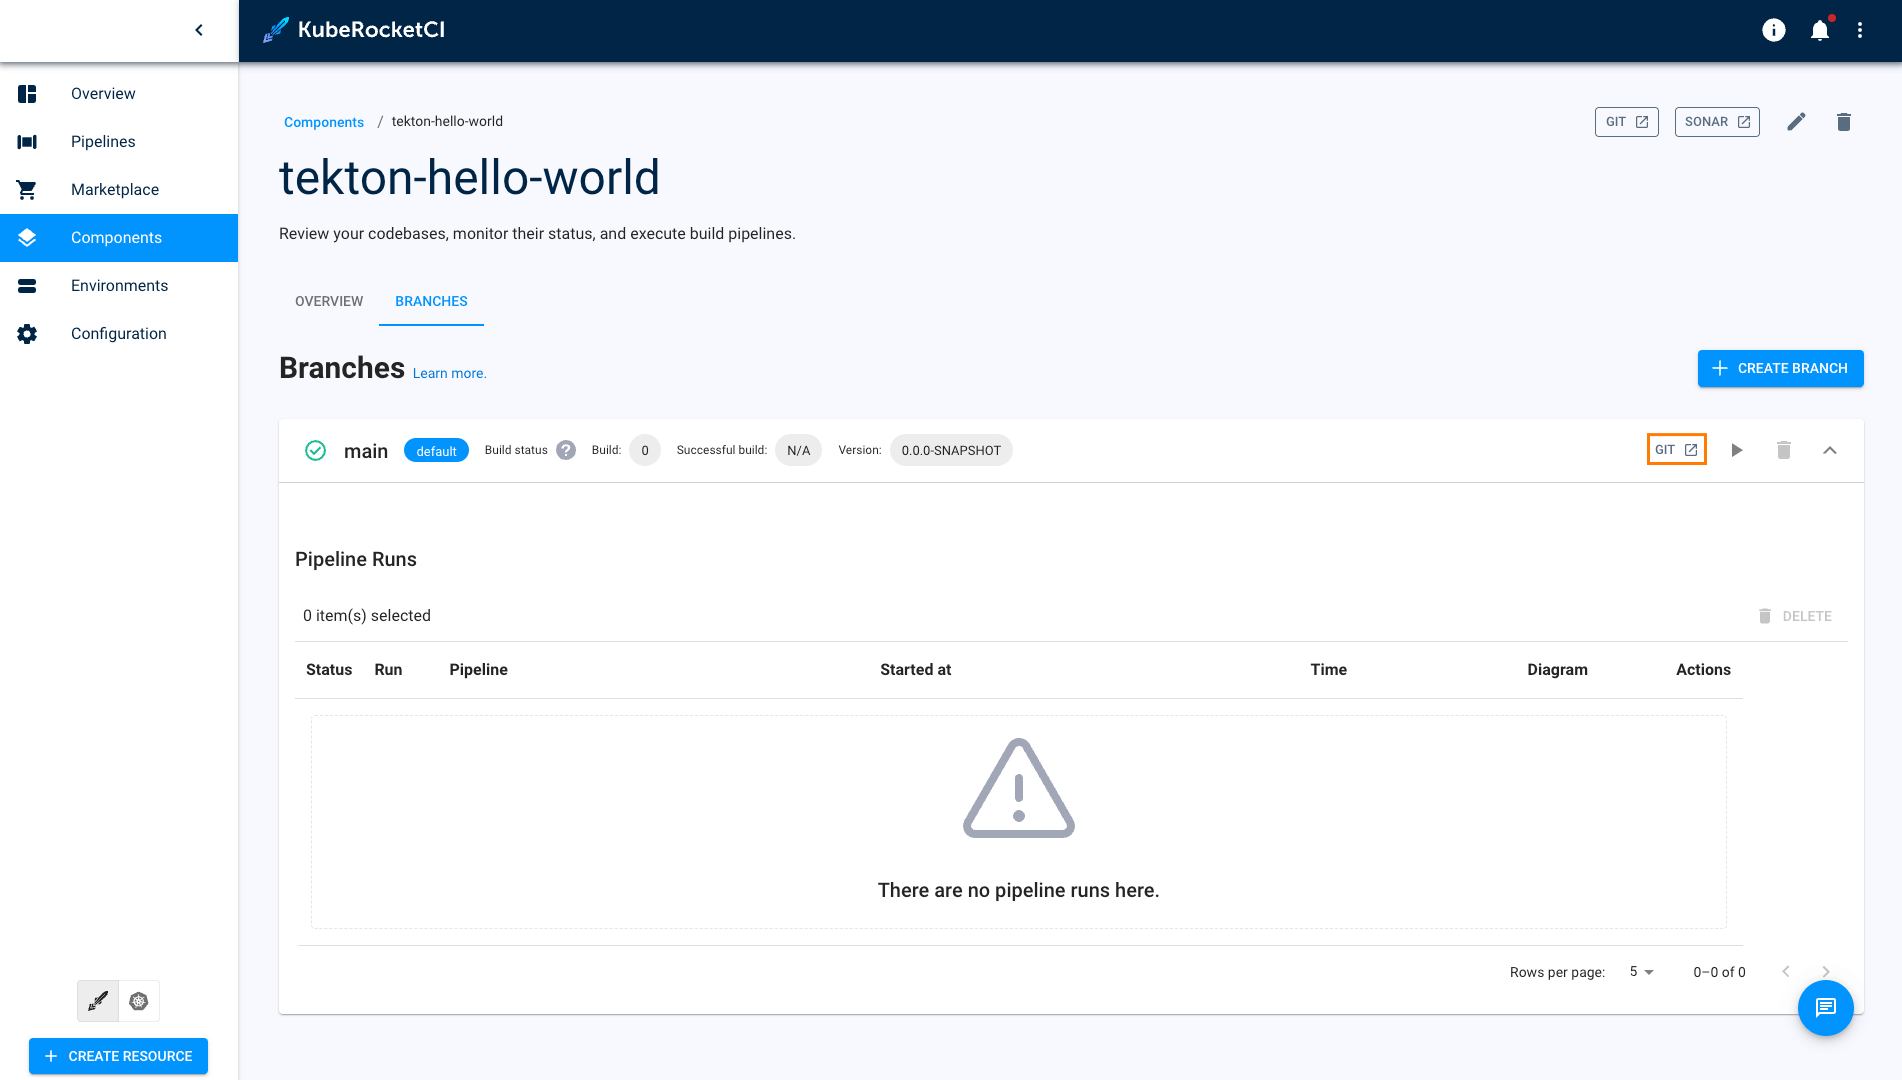 KubeRocketCI
Overview
Pipelines
Marketplace
Components
Environments
Configuration
CREATE RESOURCE
Components / tekton-hello-world
GIT
SONAR
tekton-hello-world
Review your codebases, monitor their status, and execute build pipelines.
OVERVIEW
BRANCHES
Branches Learn more.
CREATE BRANCH
main default Build status Build: 0 Successful build: N/A Version: 0.0.0-SNAPSHOT GIT
Pipeline Runs
0 item(s) selected
DELETE
Status Run Pipeline Started at Time Diagram Actions
There are no pipeline runs here.
Rows per page: 5 0–0 of 0